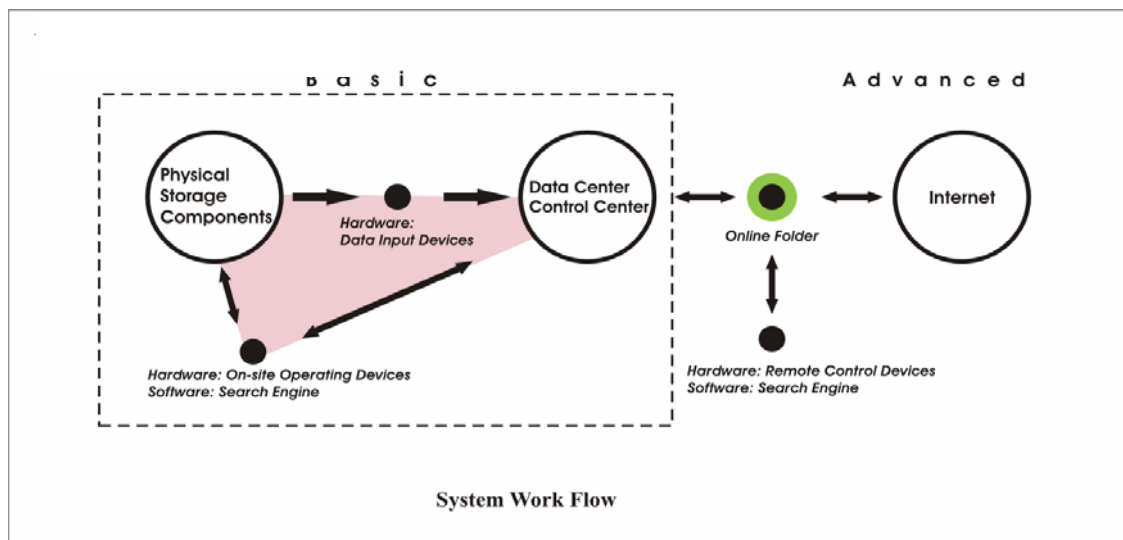 Basic
Advanced
Physical
Storage
Components
Hardware:
Data Input Devices
Data Center
Control Center
Online Folder
Internet
Hardware: On-site Operating Devices
Software: Search Engine
Hardware: Remote Control Devices
Software: Search Engine
System Work Flow